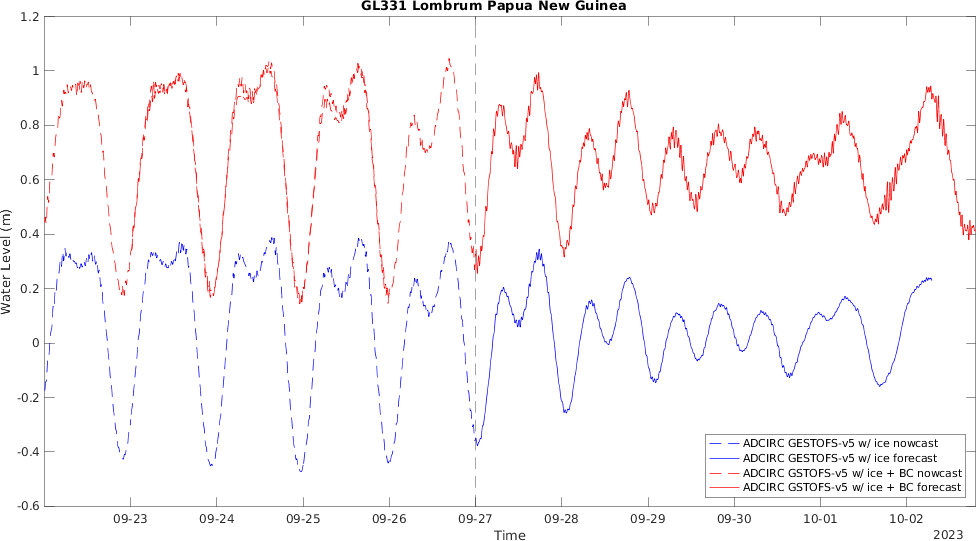 GL331 Lombrum Papua New Guinea
1.2
1
0.8
0.6
0.4
0.2
0
-0.2
-0.4
-0.6
Water Level (m)
ADCIRC GESTOFS-v5 w/ ice nowcast
ADCIRC GESTOFS-v5 w/ ice forecast
ADCIRC GSTOFS-v5 w/ ice + BC nowcast
ADCIRC GSTOFS-v5 w/ ice + BC forecast
09-23 09-24 09-25 09-26 09-27 09-28 09-29 09-30 10-01 10-02
Time
2023